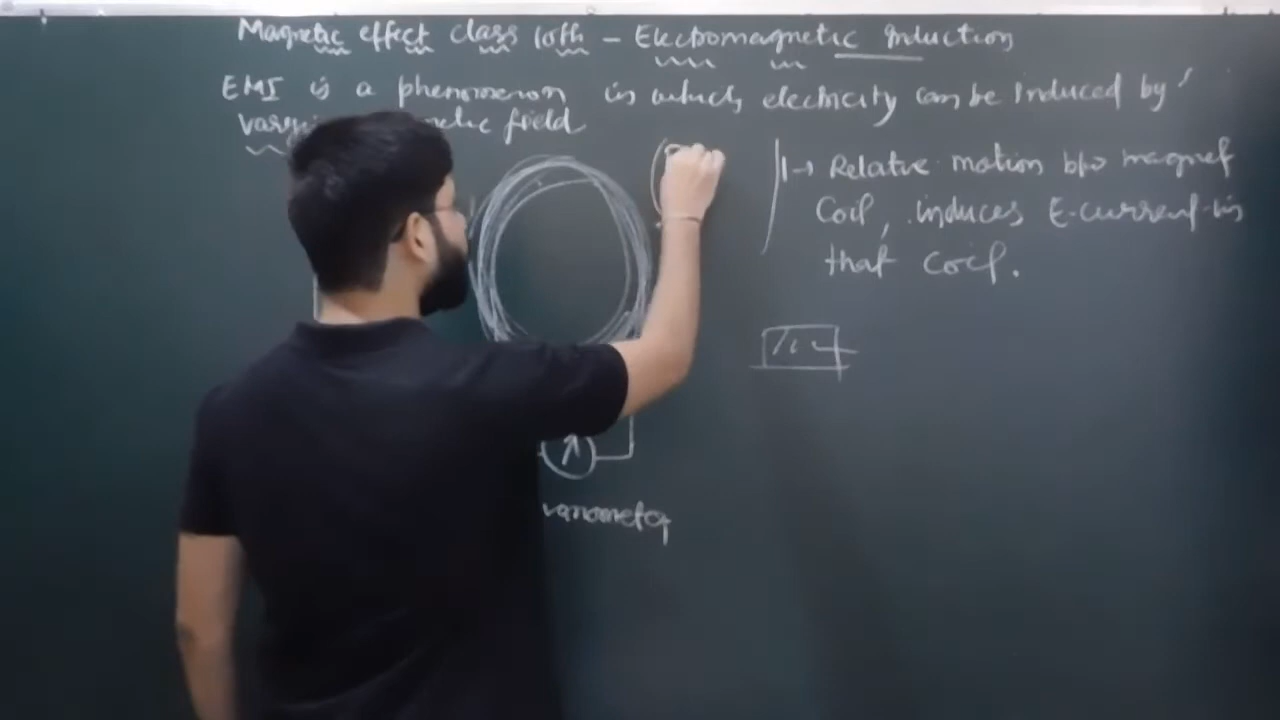 Magnetic effect class 10th - Electromagnetic Induction
EMI is a phenomenon in which electricity can be Induced by
field
1→ Relative motion b/w magnet
Coil, induces E-current in
that coil.